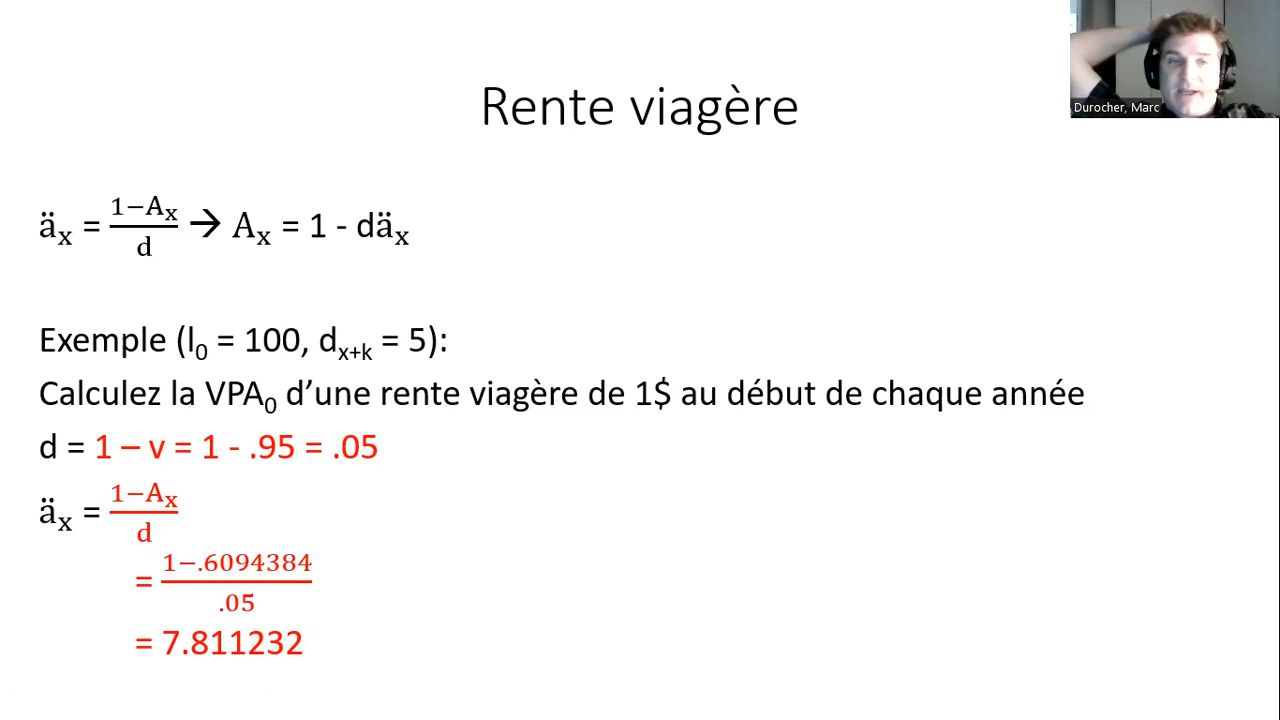 Durocher, Marc
Rente viagère
äₓ = (1−Aₓ)/d → Aₓ = 1 - däₓ
Exemple (l₀ = 100, dₓ₊ₖ = 5):
Calculez la VPA₀ d’une rente viagère de 1$ au début de chaque année
d = 1 – v = 1 - .95 = .05
äₓ = (1−Aₓ)/d
= (1−.6094384)/.05
= 7.811232